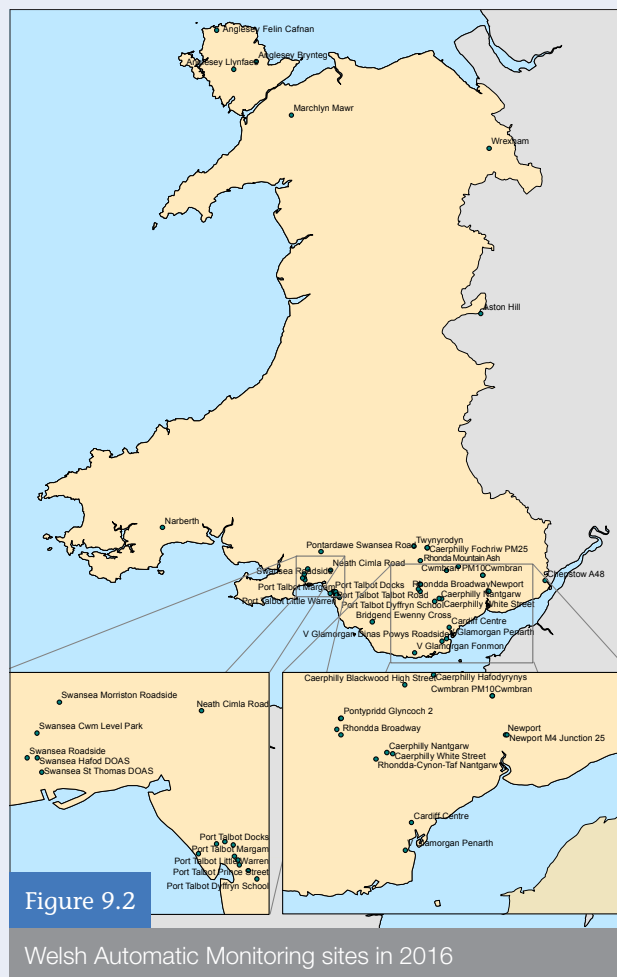 Anglesey Felin Cafnan
Anglesey Brynteg
Anglesey Llynfaes
Marchlyn Mawr
Wrexham
Aston Hill
Narberth
Twynyrodyn
Pontardawe Swansea Road
Caerphilly Fochriw PM25
Rhonda Mountain Ash
Neath Cimla Road
Swansea Roadside
Cwmbran PM10Cwmbran
Chepstow A48
Port Talbot Margam
Port Talbot Docks
Rhondda Broadway
Newport
Port Talbot Talbot Road
Caerphilly Nantgarw
Port Talbot Little Warren
Port Talbot Dyffryn School
Caerphilly White Street
Bridgend Ewenny Cross
Cardiff Centre
V Glamorgan Dinas Powys Roadside
V Glamorgan Penarth
V Glamorgan Fonmon
Swansea Morriston Roadside
Neath Cimla Road
Swansea Cwm Level Park
Swansea Roadside
Swansea Hafod DOAS
Swansea St Thomas DOAS
Port Talbot Docks
Port Talbot Margam
Port Talbot Little Warren
Port Talbot Prince Street
Port Talbot Dyffryn School
Caerphilly Blackwood High Street
Caerphilly Hafodyrynys
Cwmbran PM10Cwmbran
Pontypridd Glyncoch 2
Rhondda Broadway
Newport
Newport M4 Junction 25
Caerphilly Nantgarw
Caerphilly White Street
Rhondda-Cynon-Taf Nantgarw
Cardiff Centre
V Glamorgan Penarth
Figure 9.2
Welsh Automatic Monitoring sites in 2016